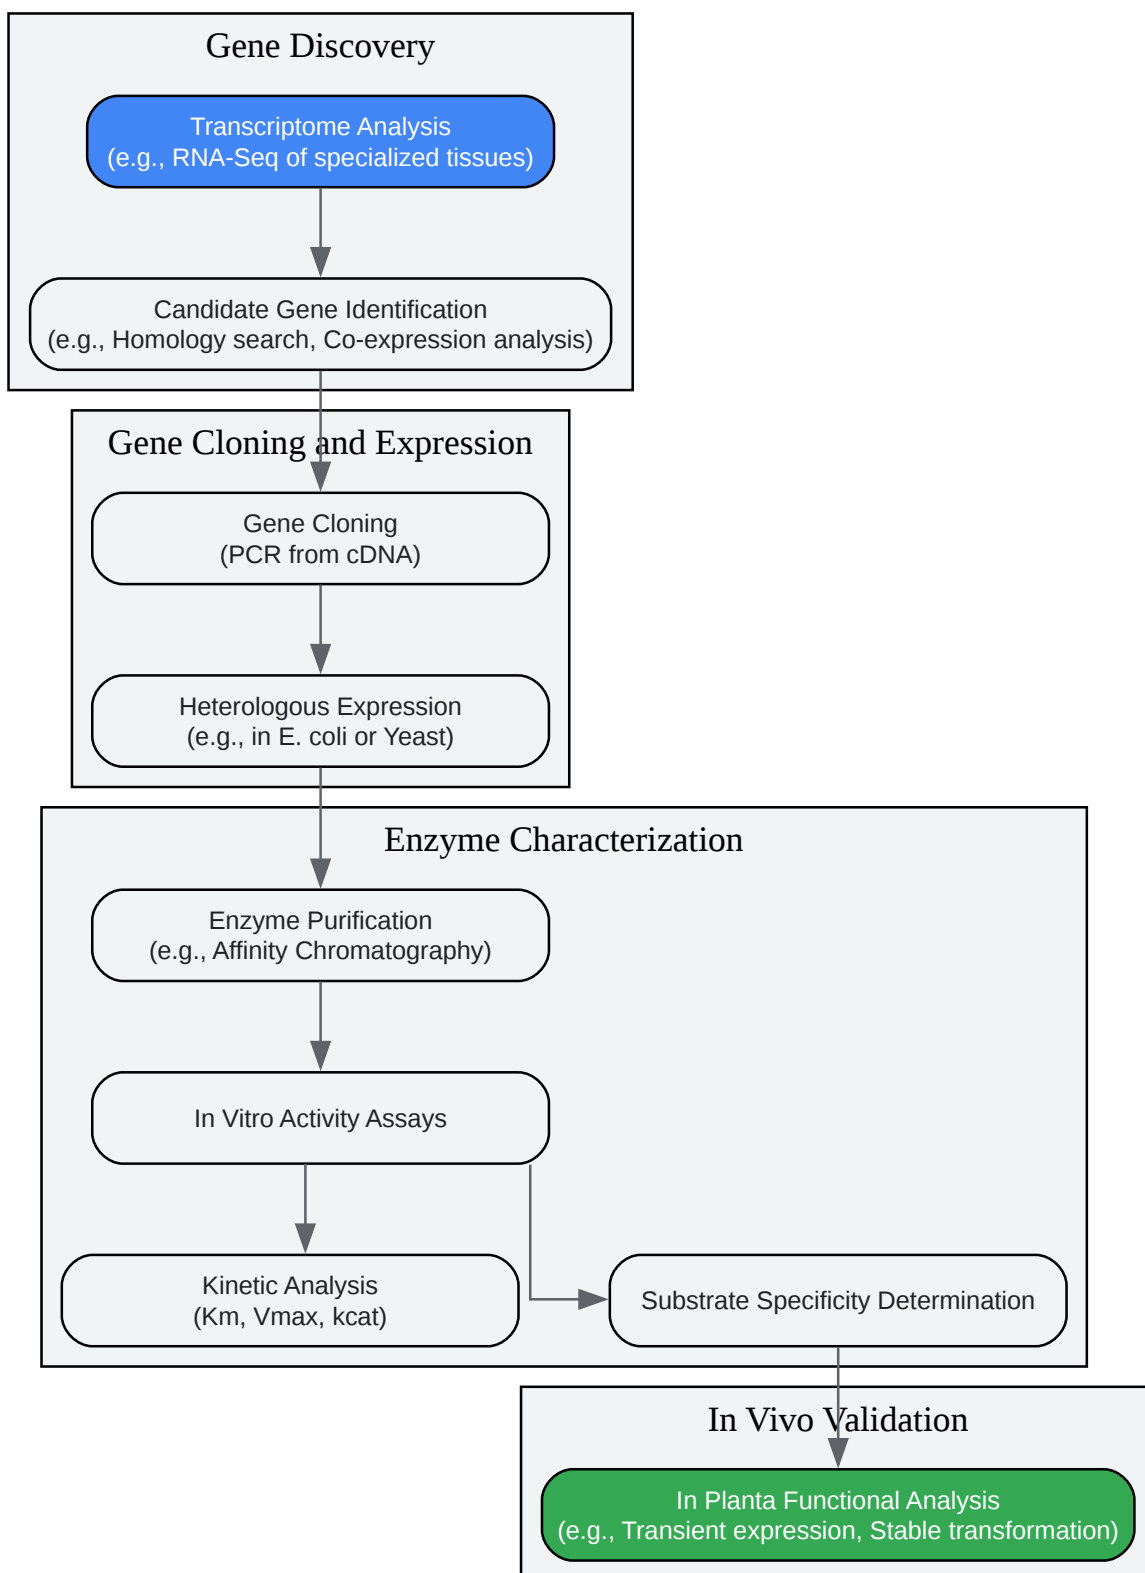 Gene Discovery
Transcriptome Analysis
(e.g., RNA-Seq of specialized tissues)
Candidate Gene Identification
(e.g., Homology search, Co-expression analysis)
Gene Cloning and Expression
Gene Cloning
(PCR from cDNA)
Heterologous Expression
(e.g., in E. coli or Yeast)
Enzyme Characterization
Enzyme Purification
(e.g., Affinity Chromatography)
In Vitro Activity Assays
Kinetic Analysis
(Km, Vmax, kcat)
Substrate Specificity Determination
In Vivo Validation
In Planta Functional Analysis
(e.g., Transient expression, Stable transformation)